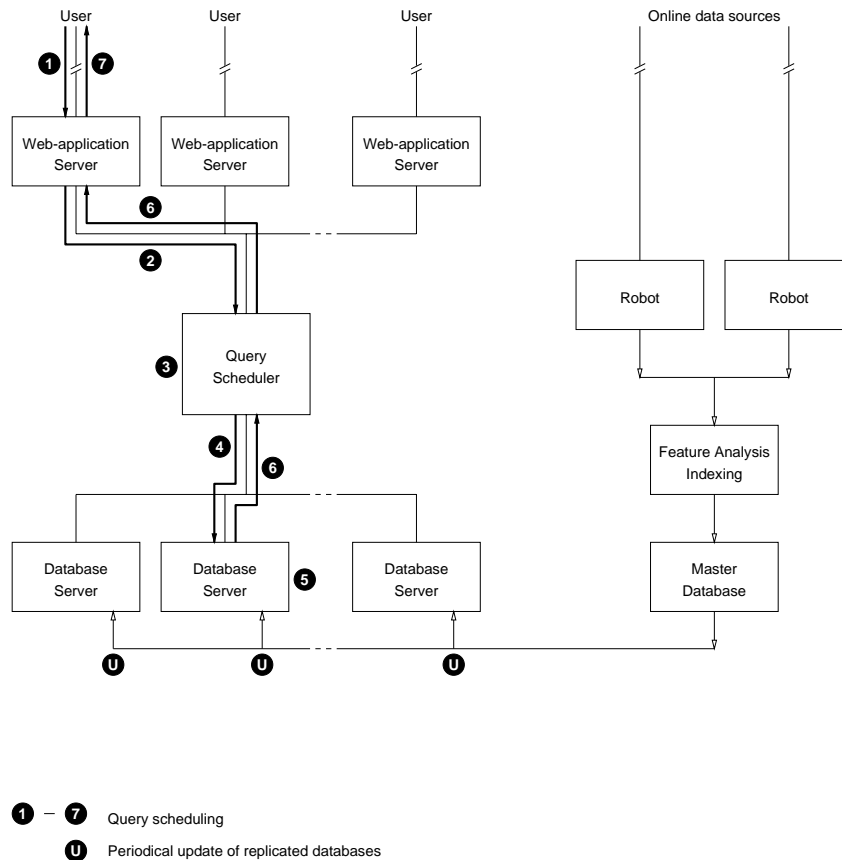 User
User
User
Online data sources
1
7
Web-application
Server
Web-application
Server
Web-application
Server
6
2
Robot
Robot
3
Query
Scheduler
4
6
Feature Analysis
Indexing
Database
Server
Database
Server
5
Database
Server
Master
Database
U
U
U
1 – 7 Query scheduling
U Periodical update of replicated databases